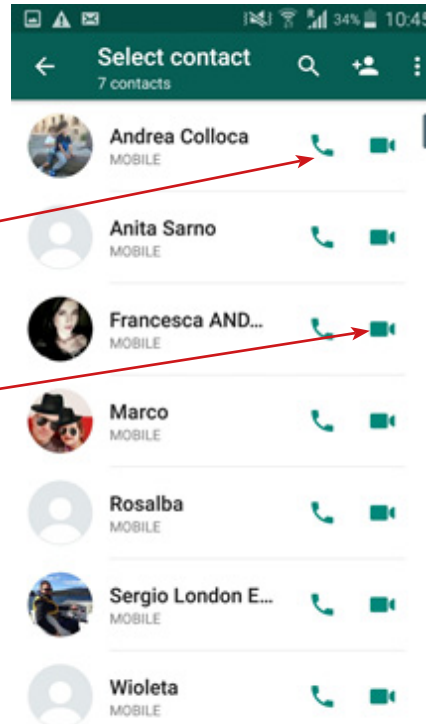 34% 10:45
Select contact
7 contacts
Andrea Colloca
MOBILE
Anita Sarno
MOBILE
Francesca AND...
MOBILE
Marco
MOBILE
Rosalba
MOBILE
Sergio London E...
MOBILE
Wioleta
MOBILE